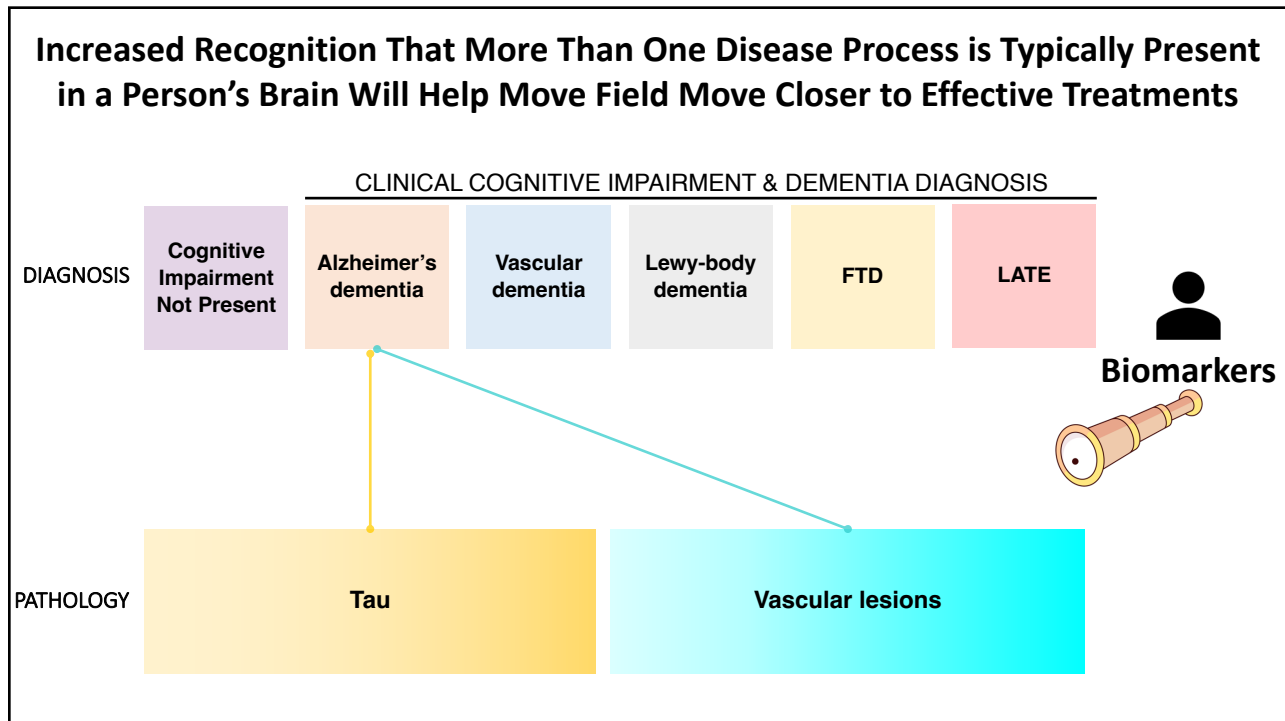 Increased Recognition That More Than One Disease Process is Typically Present
in a Person’s Brain Will Help Move Field Move Closer to Effective Treatments
CLINICAL COGNITIVE IMPAIRMENT & DEMENTIA DIAGNOSIS
DIAGNOSIS
Cognitive
Impairment
Not Present
Alzheimer’s
dementia
Vascular
dementia
Lewy-body
dementia
FTD
LATE
Biomarkers
PATHOLOGY
Tau
Vascular lesions